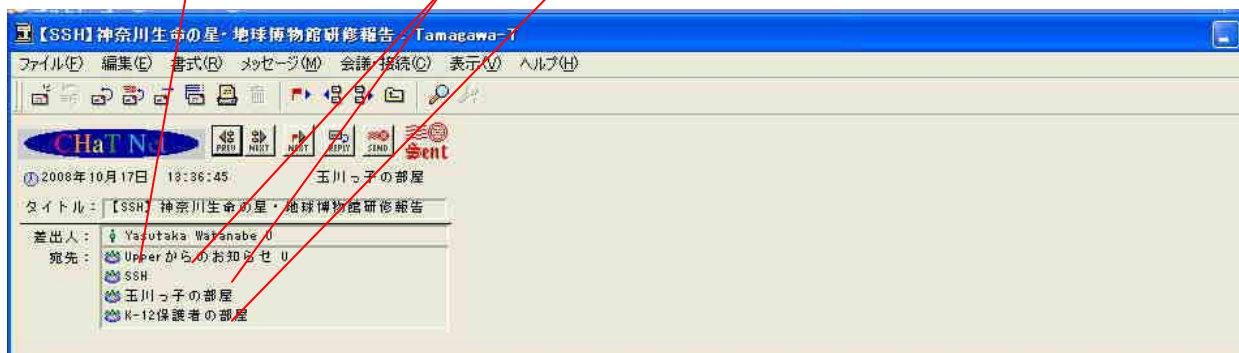 【SSH】神奈川生命の星・地球博物館研修報告 : Tamagawa-T
ファイル(F) 編集(E) 書式(R) メッセージ(M) 会議・接続(C) 表示(V) ヘルプ(H)
CHaT Net PREV NEXT NEXT REPLY SEND Sent
2008年10月17日 13:36:45 玉川っ子の部屋
タイトル： 【SSH】神奈川生命の星・地球博物館研修報告
差出人： Yasutaka Watanabe U
宛先： Upperからのお知らせ U
SSH
玉川っ子の部屋
K-12保護者の部屋